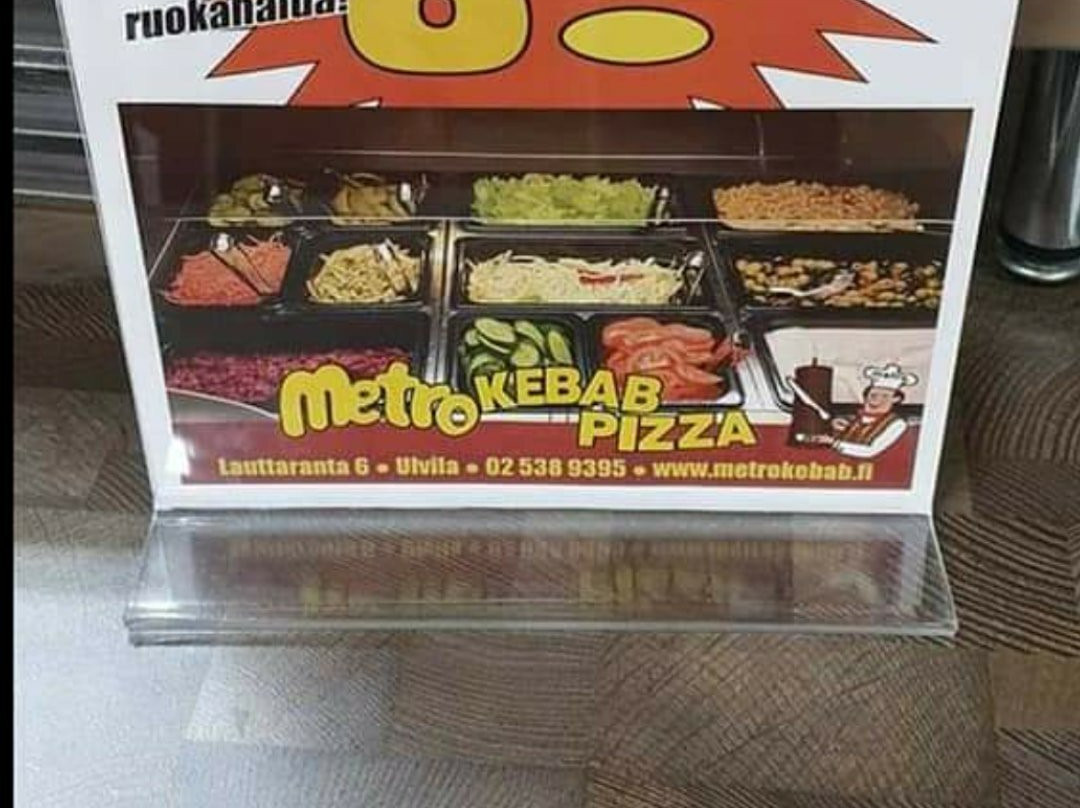 ruokahalua!
Metro KEBAB
PIZZA
Lauttaranta 6 • Ulvila • 02 538 9395 • www.metrokebab.fi